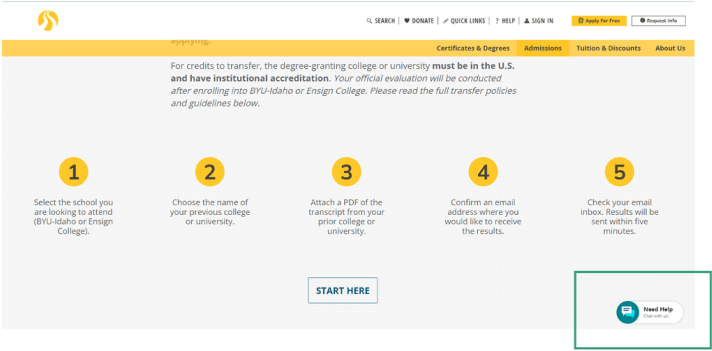 SEARCH | DONATE | QUICK LINKS | ? HELP | SIGN IN Apply For Free Request Info
applying.
Certificates & Degrees Admissions Tuition & Discounts About Us
For credits to transfer, the degree-granting college or university must be in the U.S.
and have institutional accreditation. Your official evaluation will be conducted
after enrolling into BYU-Idaho or Ensign College. Please read the full transfer policies
and guidelines below.
1
Select the school you
are looking to attend
(BYU-Idaho or Ensign
College).
2
Choose the name of
your previous college
or university.
3
Attach a PDF of the
transcript from your
prior college or
university.
4
Confirm an email
address where you
would like to receive
the results.
5
Check your email
inbox. Results will be
sent within five
minutes.
START HERE
Need Help
Chat with us!